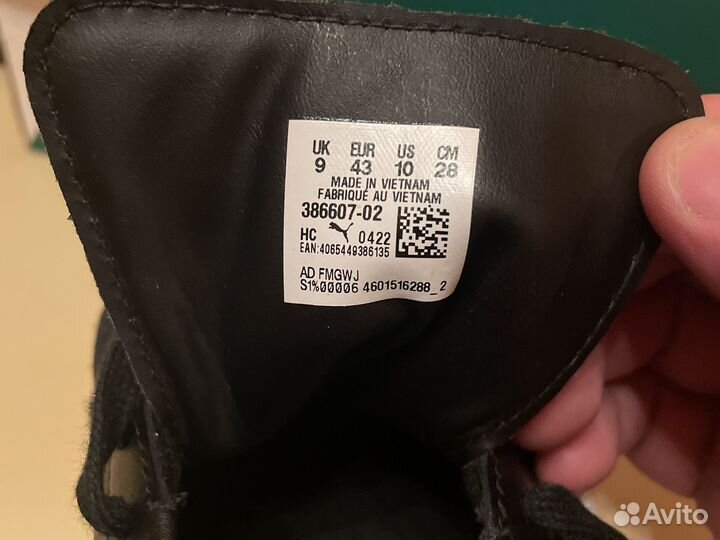 UK EUR US CM
9 43 10 28
MADE IN VIETNAM
FABRIQUÉ AU VIETNAM
386607-02
HC 0422
EAN:4065449386135
AD FMGWJ
S1%00006 4601516288_2
Avito